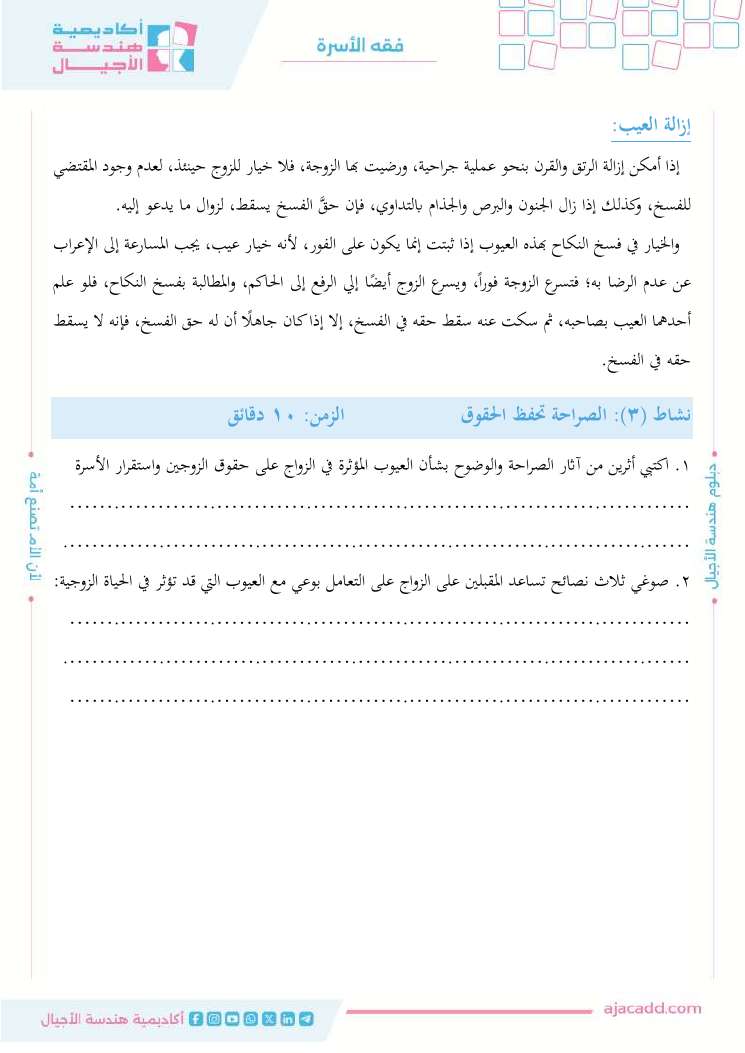 أكاديمية
هندسة
الأجيال
فقه الأسرة
إزالة العيب:
إذا أمكن إزالة الرتق والقرن بنحو عملية جراحية، ورضيت بها الزوجة، فلا خيار للزوج حينئذ، لعدم وجود المقتضي
للفسخ، وكذلك إذا زال الجنون والبرص والجذام بالتداوي، فإن حقَّ الفسخ يسقط، لزوال ما يدعو إليه.
والخيار في فسخ النكاح بهذه العيوب إذا ثبتت إنما يكون على الفور، لأنه خيار عيب، يجب المسارعة إلى الإعراب
عن عدم الرضا به؛ فتسرع الزوجة فوراً، ويسرع الزوج أيضًا إلي الرفع إلى الحاكم، والمطالبة بفسخ النكاح، فلو علم
أحدهما العيب بصاحبه، ثم سكت عنه سقط حقه في الفسخ، إلا إذا كان جاهلًا أن له حق الفسخ، فإنه لا يسقط
حقه في الفسخ.
نشاط (٣): الصراحة تحفظ الحقوق الزمن: ١٠ دقائق
١. اكتبي أثرين من آثار الصراحة والوضوح بشأن العيوب المؤثرة في الزواج على حقوق الزوجين واستقرار الأسرة
٢. صوغي ثلاث نصائح تساعد المقبلين على الزواج على التعامل بوعي مع العيوب التي قد تؤثر في الحياة الزوجية:
دبلوم هندسة الأجيال
لأن الأم تصنع أمة
أكاديمية هندسة الأجيال
ajacadd.com